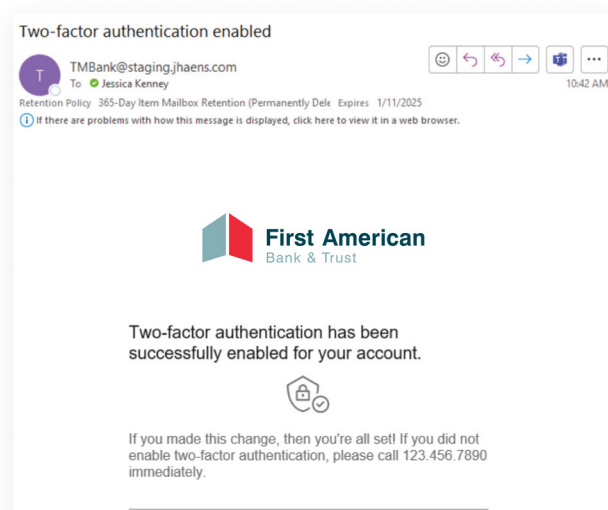 Two-factor authentication enabled
T
TMBank@staging.jhaens.com
To Jessica Kenney
10:42 AM
Retention Policy 365-Day Item Mailbox Retention (Permanently Dele Expires 1/11/2025
If there are problems with how this message is displayed, click here to view it in a web browser.
First American
Bank & Trust
Two-factor authentication has been
successfully enabled for your account.
If you made this change, then you're all set! If you did not
enable two-factor authentication, please call 123.456.7890
immediately.